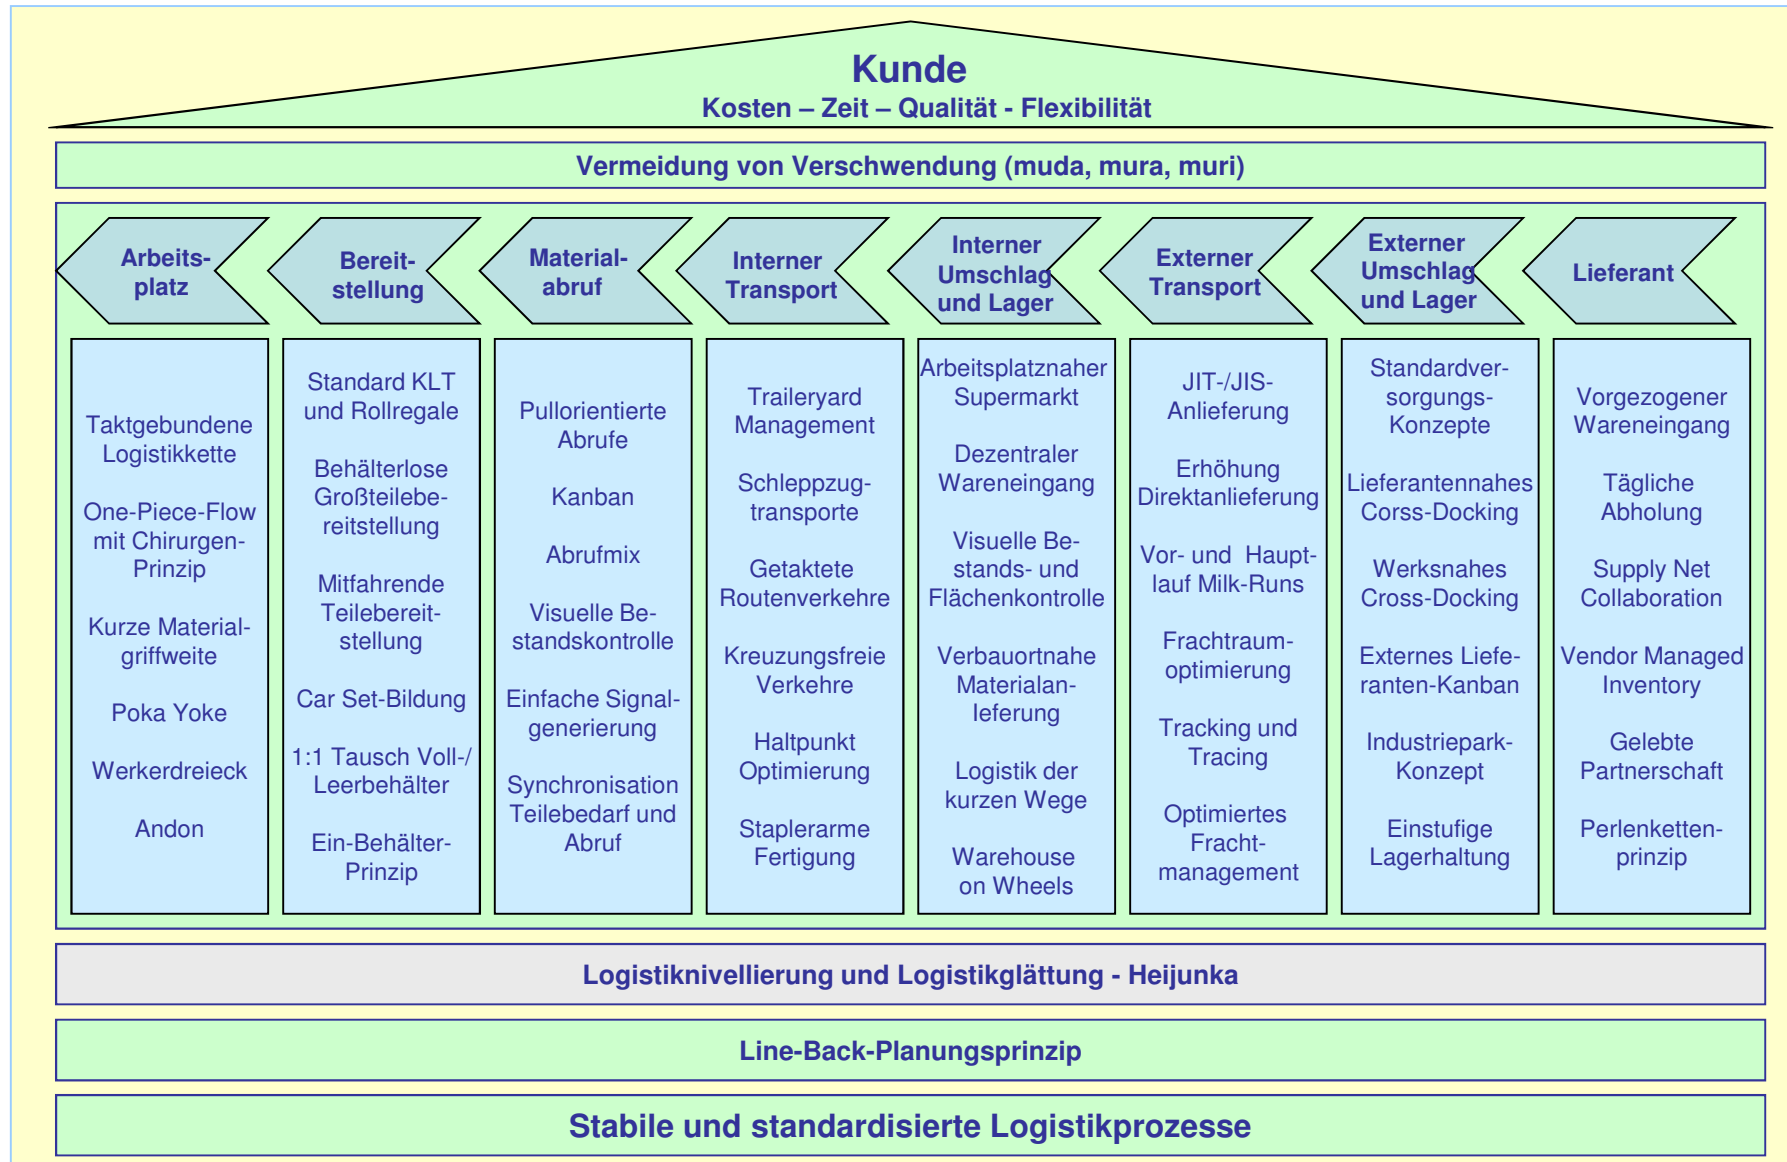 Kunde
Kosten – Zeit – Qualität - Flexibilität
Vermeidung von Verschwendung (muda, mura, muri)
Arbeits-
platz
Bereit-
stellung
Material-
abruf
Interner
Transport
Interner
Umschlag
und Lager
Externer
Transport
Externer
Umschlag
und Lager
Lieferant
Taktgebundene
Logistikkette
One-Piece-Flow
mit Chirurgen-
Prinzip
Kurze Material-
griffweite
Poka Yoke
Werkerdreieck
Andon
Standard KLT
und Rollregale
Behälterlose
Großteilebe-
reitstellung
Mitfahrende
Teilebereit-
stellung
Car Set-Bildung
1:1 Tausch Voll-/
Leerbehälter
Ein-Behälter-
Prinzip
Pullorientierte
Abrufe
Kanban
Abrufmix
Visuelle Be-
standskontrolle
Einfache Signal-
generierung
Synchronisation
Teilebedarf und
Abruf
Traileryard
Management
Schleppzug-
transporte
Getaktete
Routenverkehre
Kreuzungsfreie
Verkehre
Haltpunkt
Optimierung
Staplerarme
Fertigung
Arbeitsplatznaher
Supermarkt
Dezentraler
Wareneingang
Visuelle Be-
stands- und
Flächenkontrolle
Verbauortnahe
Materialan-
leferung
Logistik der
kurzen Wege
Warehouse
on Wheels
JIT-/JIS-
Anlieferung
Erhöhung
Direktanlieferung
Vor- und Haupt-
lauf Milk-Runs
Frachtraum-
optimierung
Tracking und
Tracing
Optimiertes
Fracht-
management
Standardver-
sorgungs-
Konzepte
Lieferantennahes
Corss-Docking
Werksnahes
Cross-Docking
Externes Liefe-
ranten-Kanban
Industriepark-
Konzept
Einstufige
Lagerhaltung
Vorgezogener
Wareneingang
Tägliche
Abholung
Supply Net
Collaboration
Vendor Managed
Inventory
Gelebte
Partnerschaft
Perlenketten-
prinzip
Logistiknivellierung und Logistikglättung - Heijunka
Line-Back-Planungsprinzip
Stabile und standardisierte Logistikprozesse